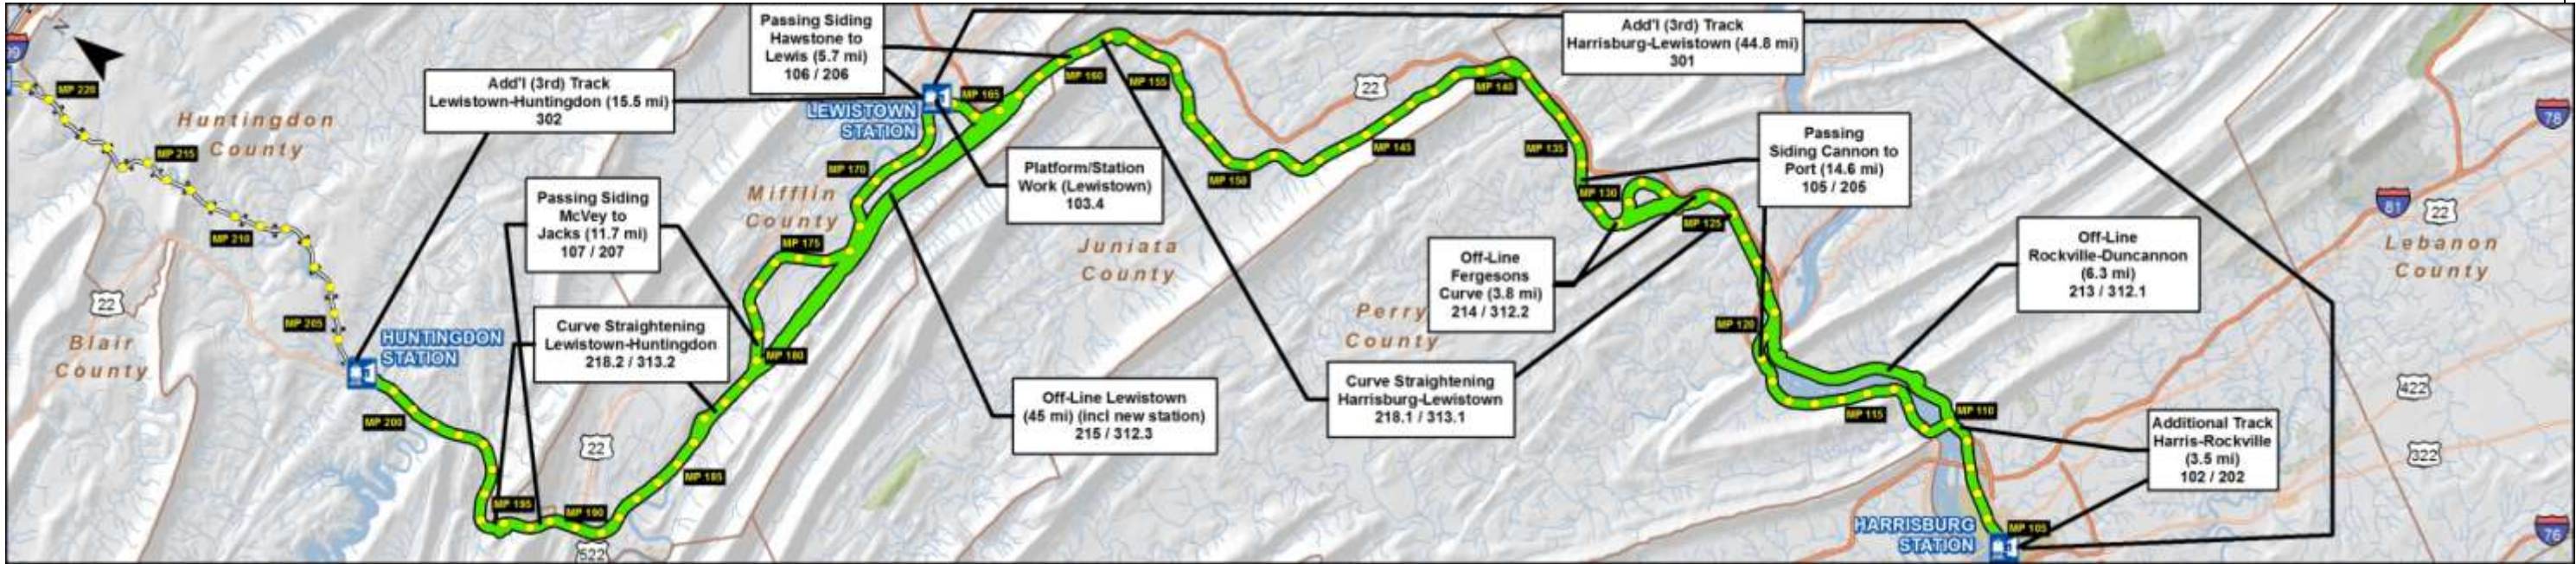 Passing Siding
Hawstone to
Lewis (5.7 mi)
106 / 206
Add'l (3rd) Track
Harrisburg-Lewistown (44.8 mi)
301
Add'l (3rd) Track
Lewistown-Huntingdon (15.5 mi)
302
N
MP 220
Huntingdon
County
MP 215
MP 210
MP 205
22
Blair
County
HUNTINGDON
STATION
MP 200
Passing Siding
McVey to
Jacks (11.7 mi)
107 / 207
Curve Straightening
Lewistown-Huntingdon
218.2 / 313.2
MP 195
MP 190
522
22
MP 185
MP 180
MP 175
Mifflin
County
MP 170
LEWISTOWN
STATION
MP 165
MP 160
MP 155
Platform/Station
Work (Lewistown)
103.4
Juniata
County
Off-Line Lewistown
(45 mi) (incl new station)
215 / 312.3
22
MP 150
MP 145
MP 140
MP 135
MP 130
MP 125
Passing
Siding Cannon to
Port (14.6 mi)
105 / 205
Off-Line
Fergesons
Curve (3.8 mi)
214 / 312.2
Perry
County
Curve Straightening
Harrisburg-Lewistown
218.1 / 313.1
MP 120
Off-Line
Rockville-Duncannon
(6.3 mi)
213 / 312.1
MP 115
MP 110
Additional Track
Harris-Rockville
(3.5 mi)
102 / 202
HARRISBURG
STATION
MP 105
78
81
22
Lebanon
County
422
322
76